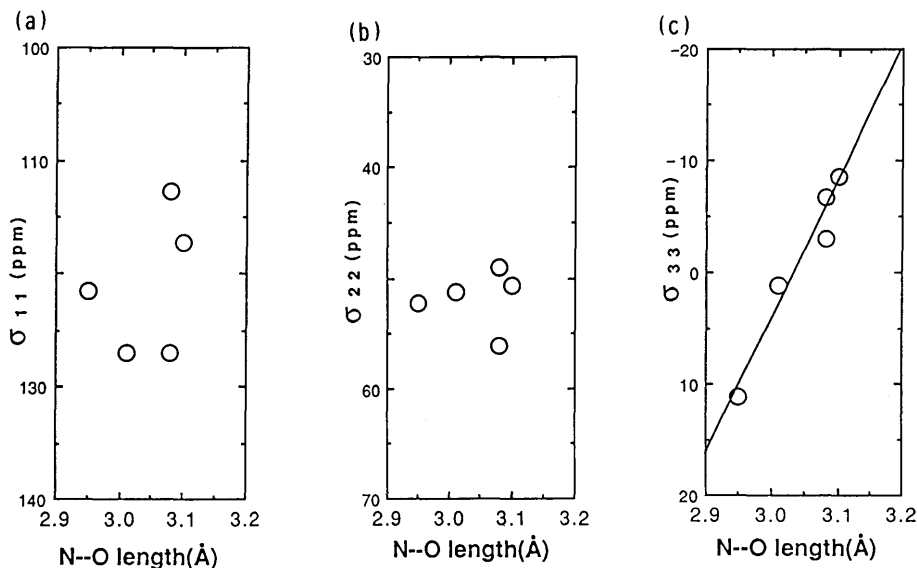 (a)
100
110
130
140
σ 11 (ppm)
2.9 3.0 3.1 3.2
N--O length(Å)
(b)
30
40
60
70
σ 22 (ppm)
2.9 3.0 3.1 3.2
N--O length(Å)
(c)
-20
-10
0
10
20
σ 33 (ppm)
2.9 3.0 3.1 3.2
N--O length(Å)